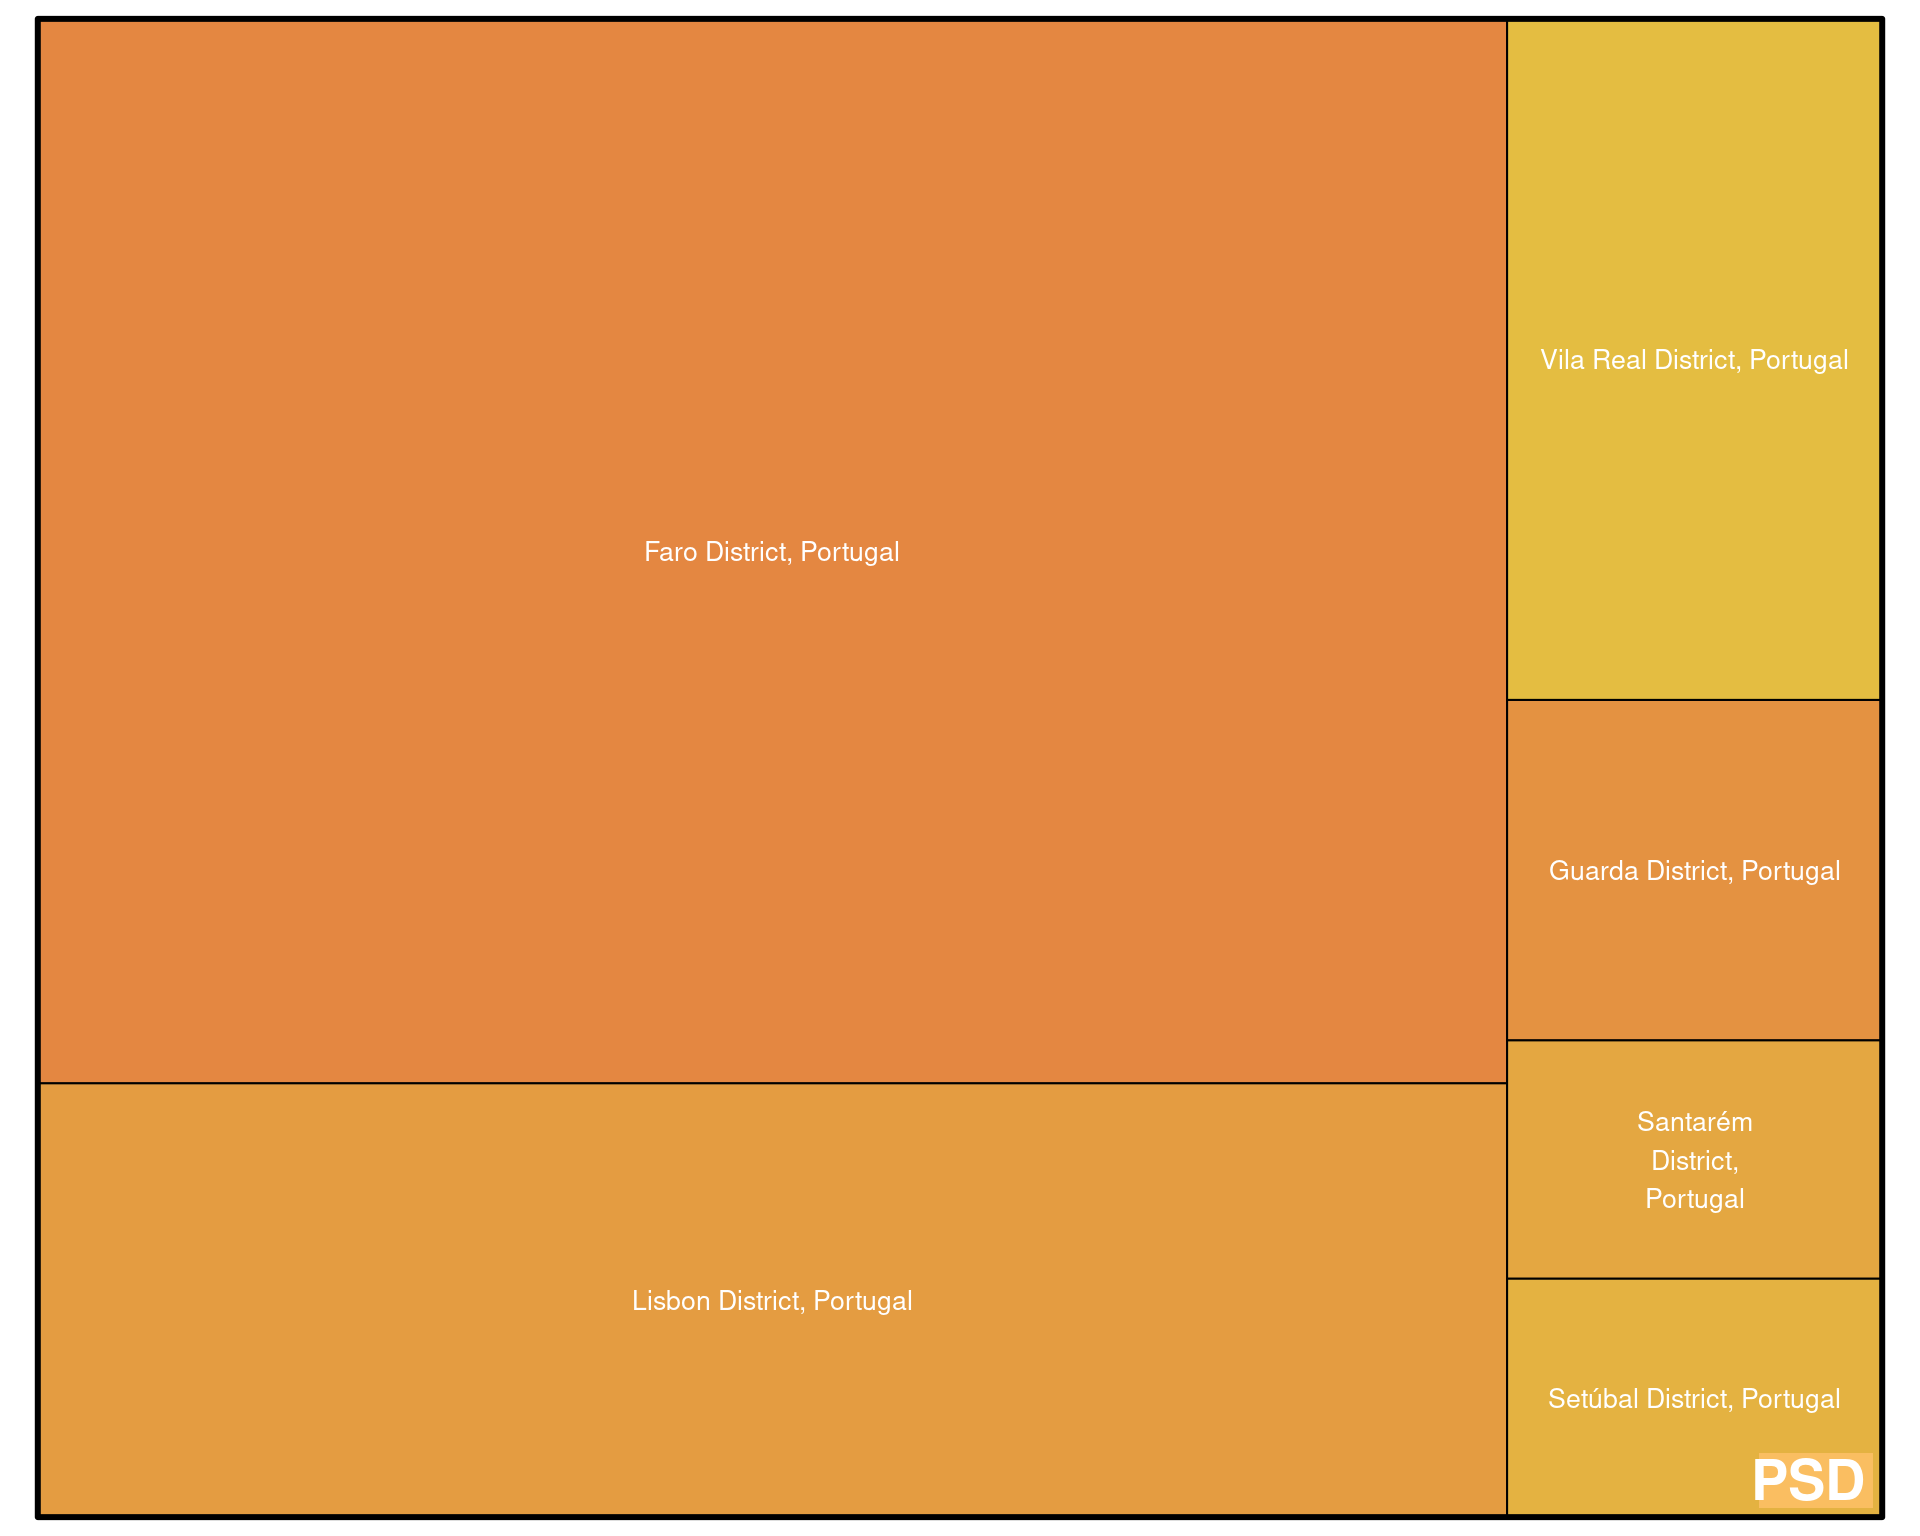 Faro District, Portugal
Lisbon District, Portugal
Vila Real District, Portugal
Guarda District, Portugal
Santarém
District,
Portugal
Setúbal District, Portugal
PSD